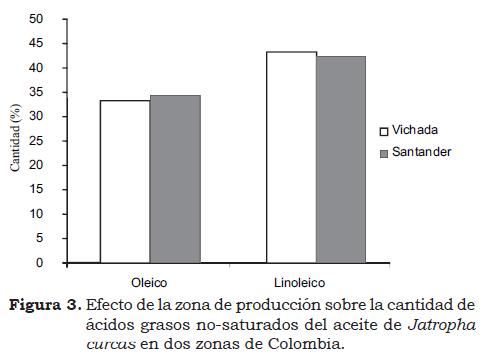 50
45
40
35
30
25
20
15
10
5
0
Cantidad (%)
Oleico Linoleico
Vichada
Santander
Figura 3. Efecto de la zona de producción sobre la cantidad de
ácidos grasos no-saturados del aceite de Jatropha
curcas en dos zonas de Colombia.